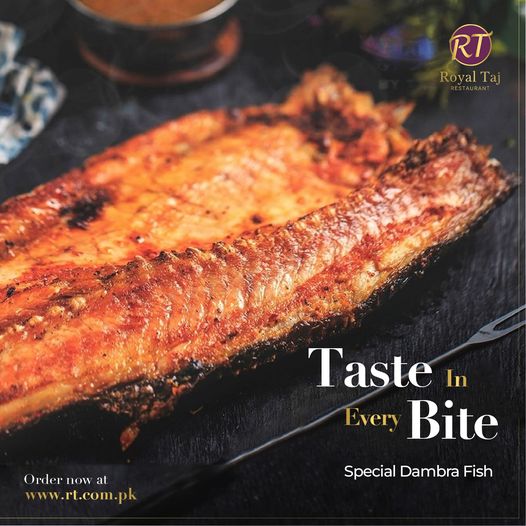 RT
Royal Taj
RESTAURANT
Taste In
Every Bite
Special Dambra Fish
Order now at
www.rt.com.pk